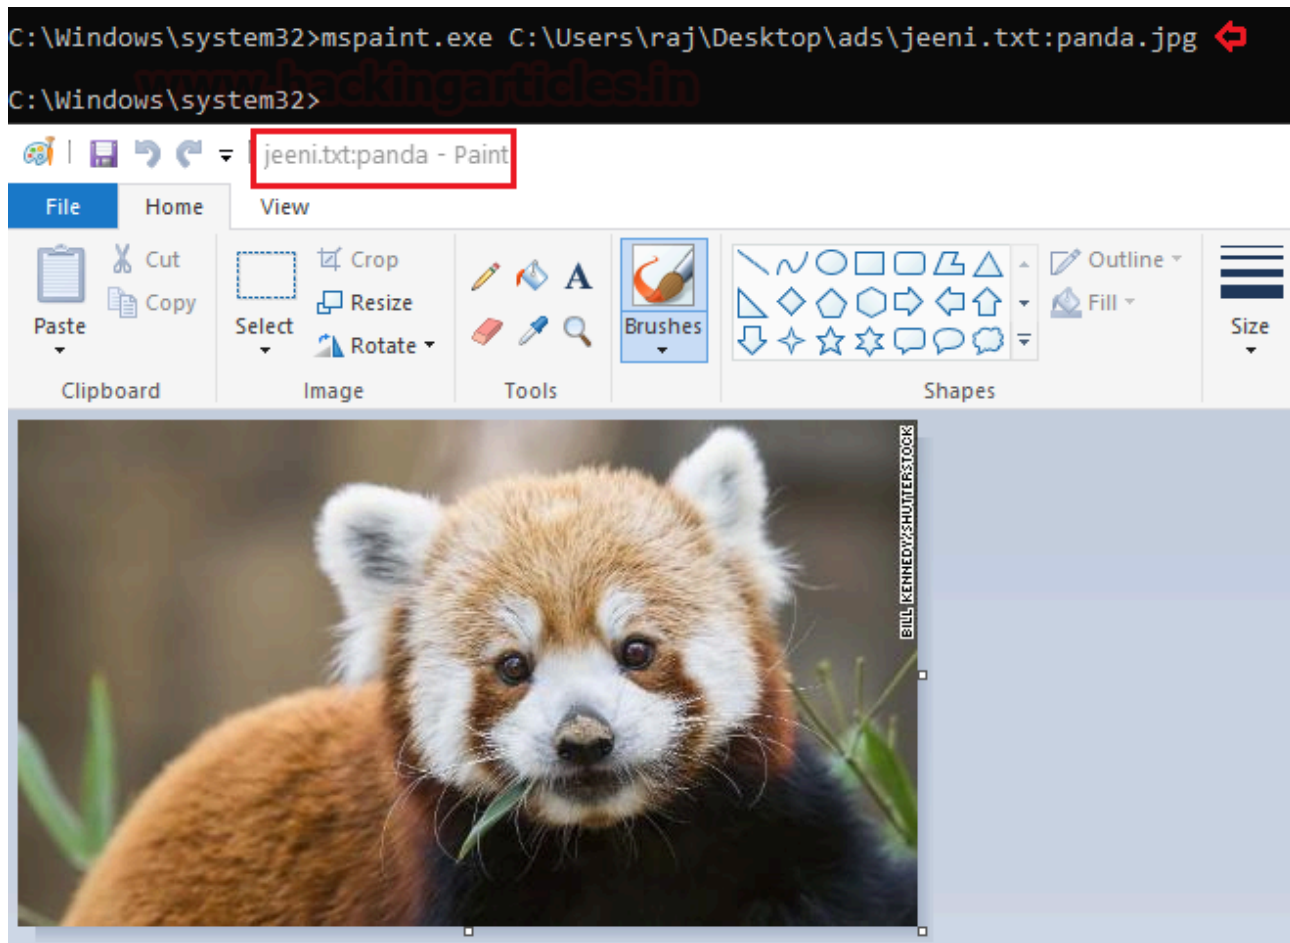 C:\Windows\system32>mspaint.exe C:\Users\raj\Desktop\ads\jeeni.txt:panda.jpg
www.hackingarticles.in
C:\Windows\system32>
jeeni.txt:panda - Paint
File Home View
Cut Crop A Outline
Copy Resize Fill
Paste Select Rotate Brushes Size
Clipboard Image Tools Shapes
BILL KENNEDY/SHUTTERSTOCK